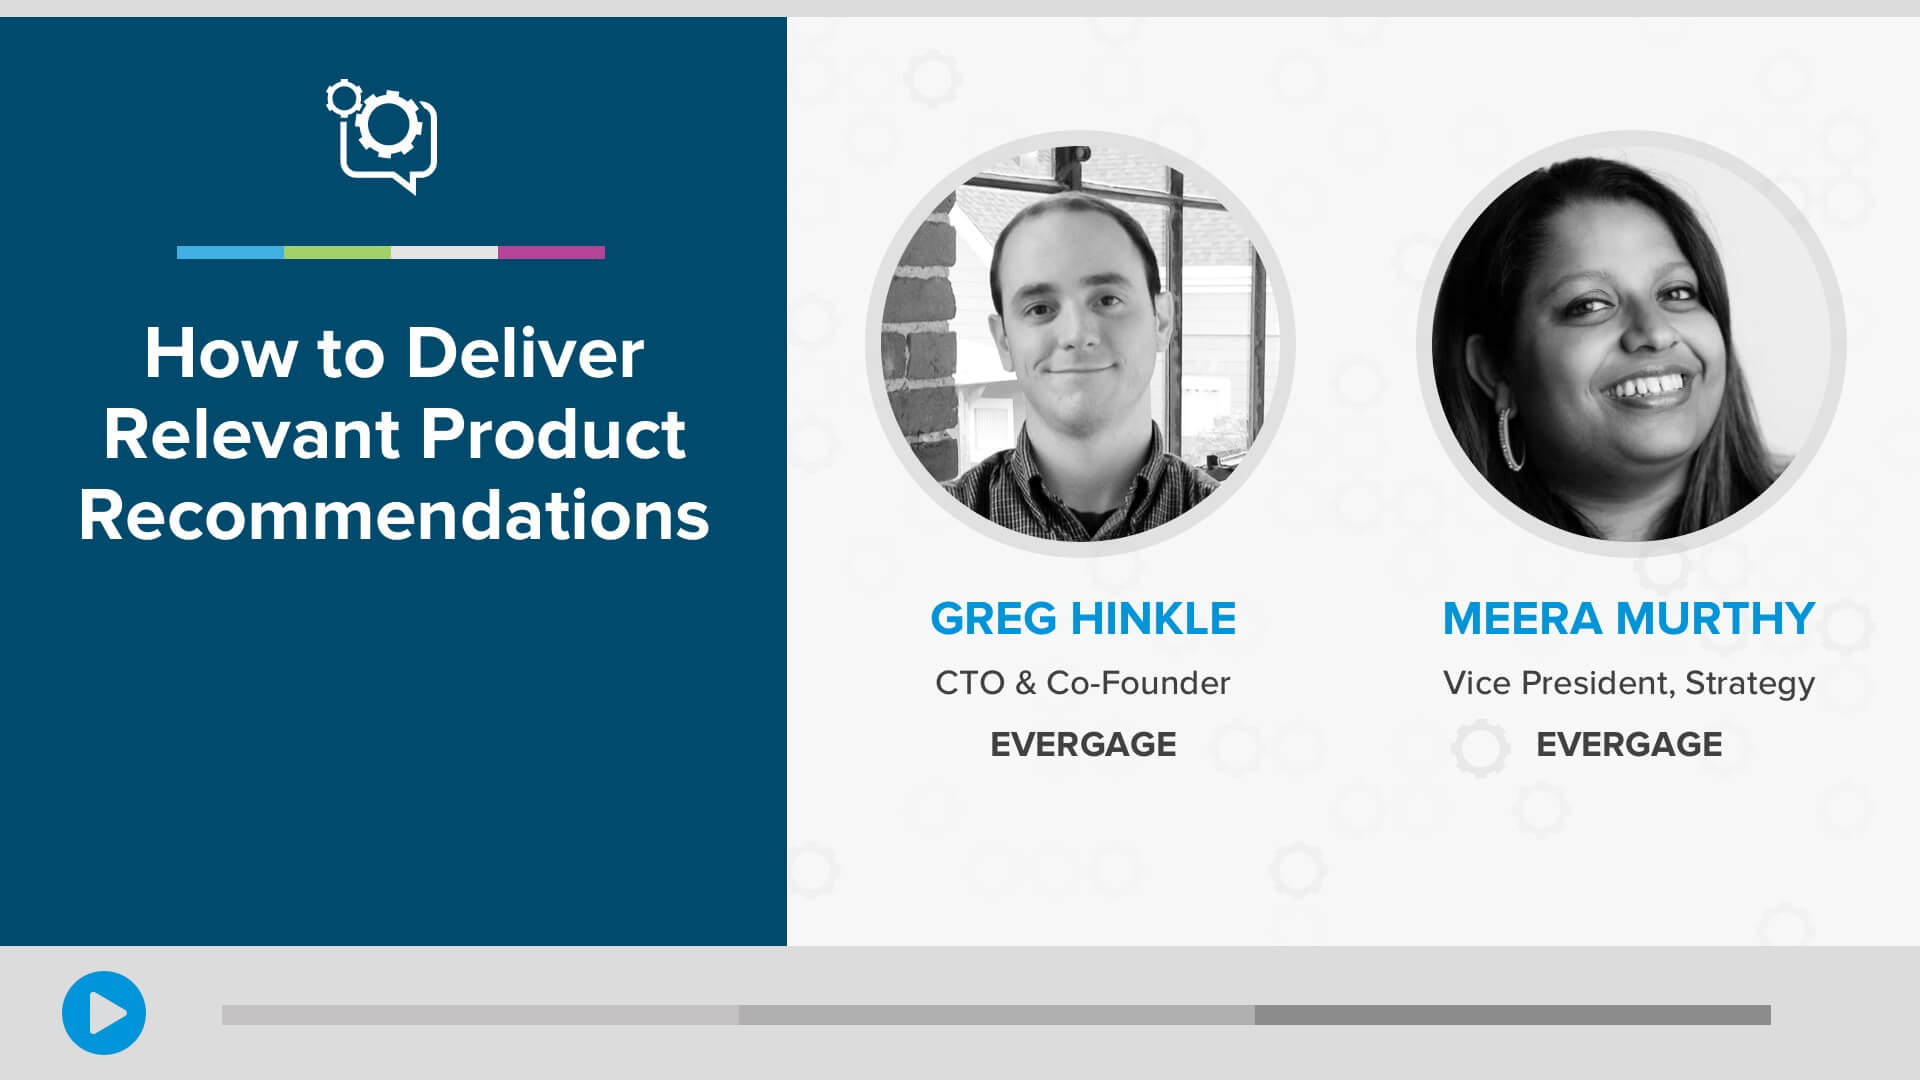 How to Deliver
Relevant Product
Recommendations
GREG HINKLE
CTO & Co-Founder
EVERGAGE
MEERA MURTHY
Vice President, Strategy
EVERGAGE